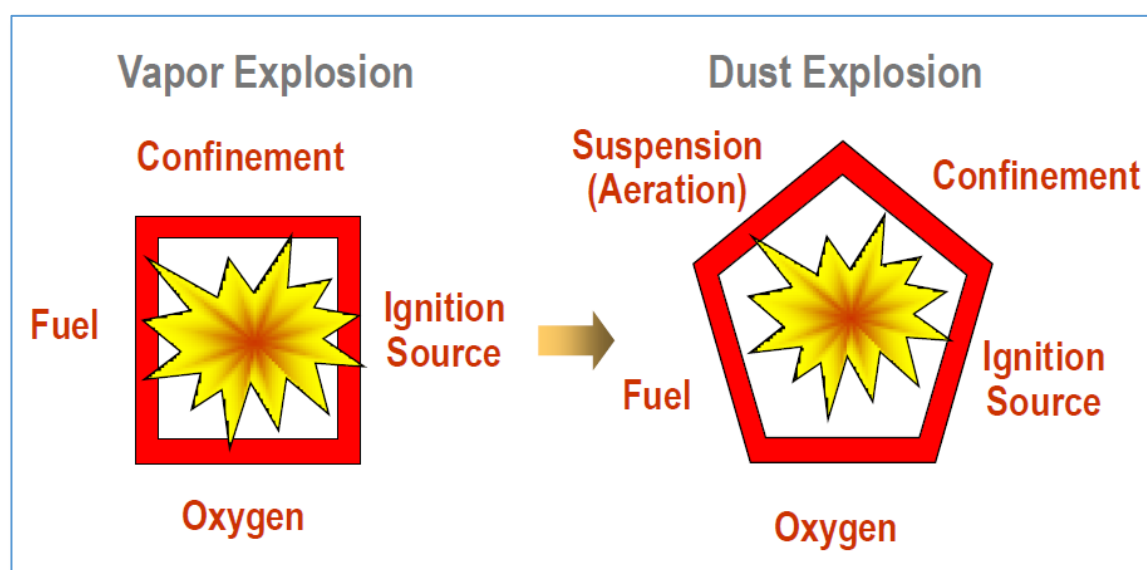 Vapor Explosion
Confinement
Fuel
Ignition
Source
Oxygen
Dust Explosion
Suspension
(Aeration)
Confinement
Fuel
Ignition
Source
Oxygen